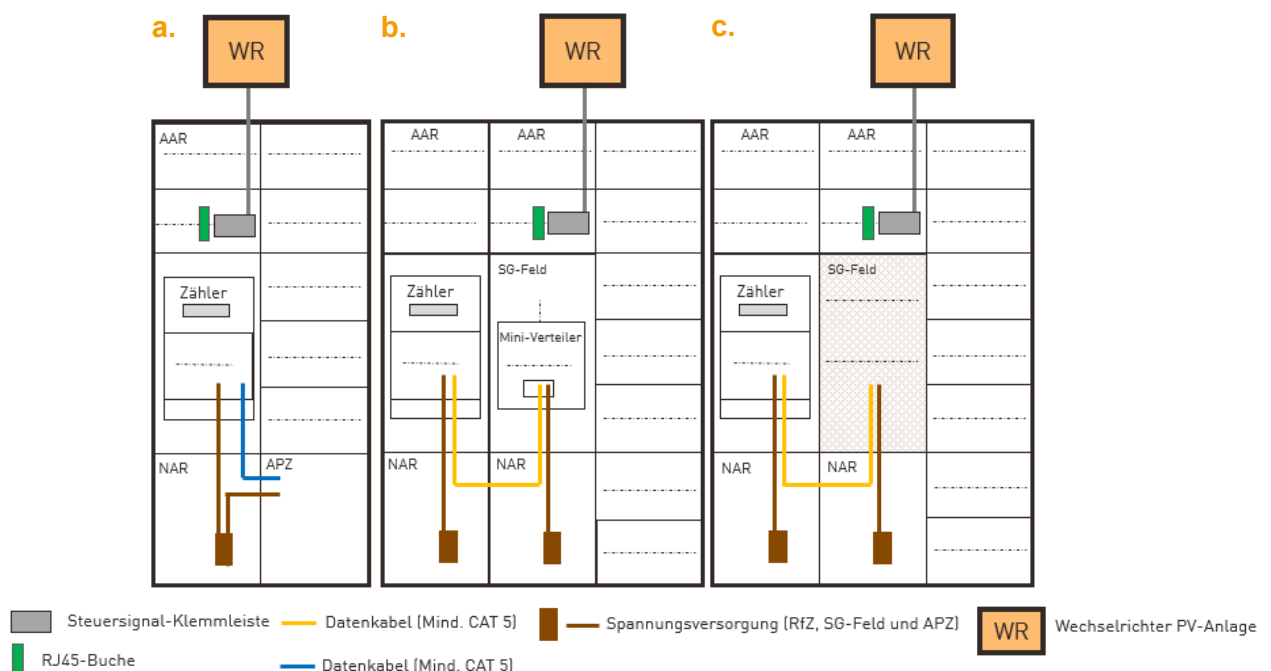 a.
WR
b.
WR
c.
WR
AAR
AAR
AAR
AAR
AAR
Zähler
Zähler
SG-Feld
Mini-Verteiler
Zähler
SG-Feld
NAR
APZ
NAR
NAR
NAR
NAR
Steuersignal-Klemmleiste
Datenkabel (Mind. CAT 5)
Spannungsversorgung (RfZ, SG-Feld und APZ)
WR
Wechselrichter PV-Anlage
RJ45-Buche
Datenkabel (Mind. CAT 5)